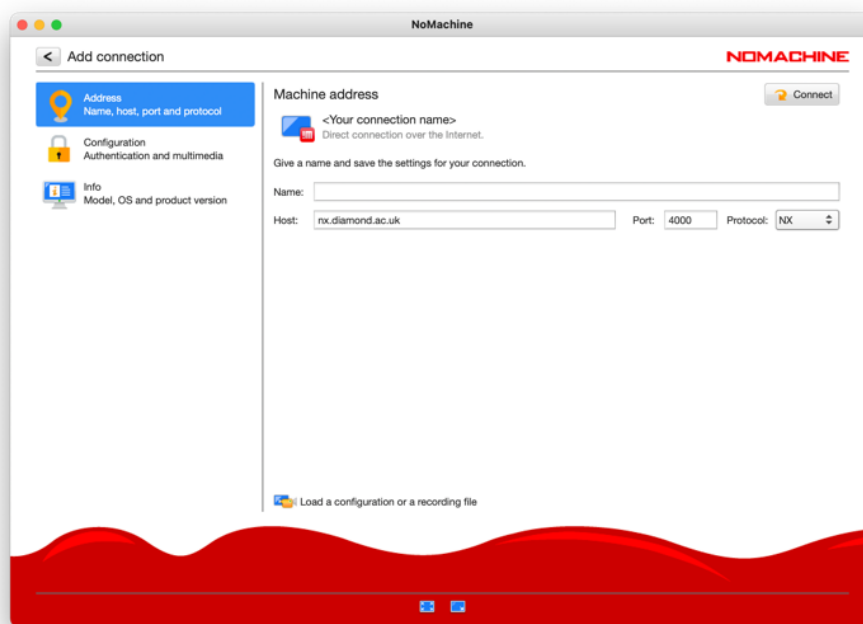 NoMachine
Add connection
NOMACHINE
Address
Name, host, port and protocol
Configuration
Authentication and multimedia
Info
Model, OS and product version
Machine address
Connect
<Your connection name>
Direct connection over the Internet.
Give a name and save the settings for your connection.
Name:
Host: nx.diamond.ac.uk Port: 4000 Protocol: NX
Load a configuration or a recording file